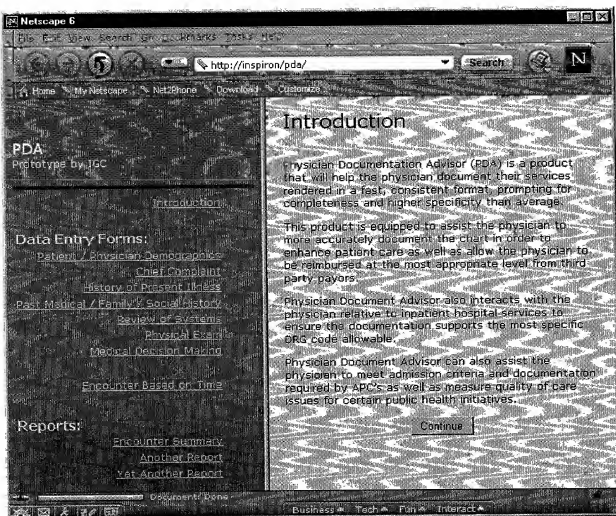 Netscape 6
File Edit View Search Go Bookmarks Tasks Help
http://inspiron/pda/
Search
N
Home My Netscape Net2Phone Download Customize
PDA
Prototype by IGC
Introduction
Data Entry Forms:
Patient / Physician Demographics
Chief Complaint
History of Present Illness
Past Medical / Family & Social History
Review of Systems
Physical Exam
Medical Decision Making
Encounter Based on Time
Reports:
Encounter Summary
Another Report
Yet Another Report
Introduction
Physician Documentation Advisor (PDA) is a product
that will help the physician document their services
rendered in a fast, consistent format, prompting for
completeness and higher specificity than average.
This product is equipped to assist the physician to
more accurately document the chart in order to
enhance patient care as well as allow the physician to
be reimbursed at the most appropriate level from third
party payors.
Physician Document Advisor also interacts with the
physician relative to inpatient hospital services to
ensure the documentation supports the most specific
DRG code allowable.
Physician Document Advisor can also assist the
physician to meet admission criteria and documentation
required by APC's as well as measure quality of care
issues for certain public health initiatives.
Continue
Document: Done
Business Tech Fun Interact